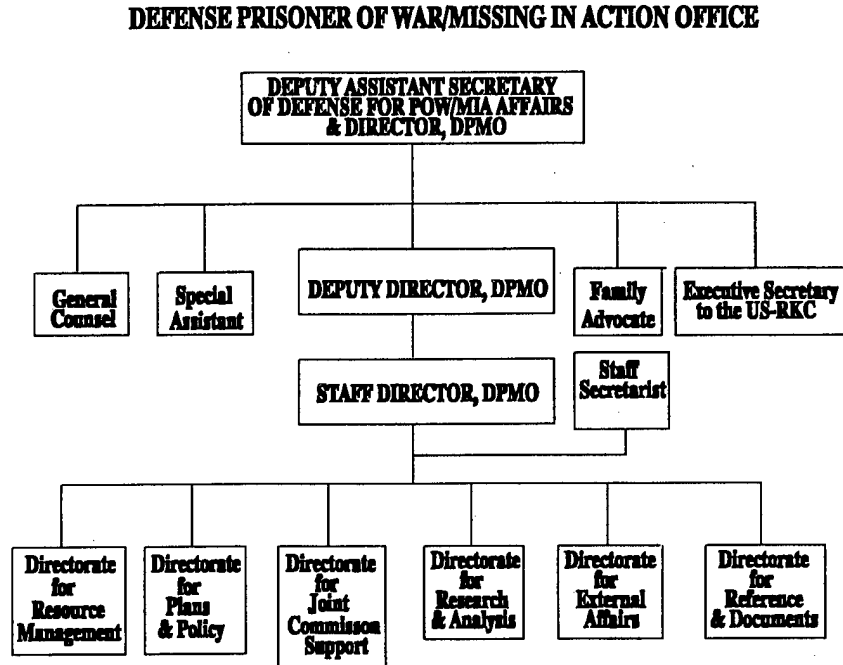 DEFENSE PRISONER OF WAR/MISSING IN ACTION OFFICE
DEPUTY ASSISTANT SECRETARY
OF DEFENSE FOR POW/MIA AFFAIRS
& DIRECTOR, DPMO
General
Counsel
Special
Assistant
DEPUTY DIRECTOR, DPMO
Family
Advocate
Executive Secretary
to the US-RKC
STAFF DIRECTOR, DPMO
Staff
Secretarist
Directorate
for
Resource
Management
Directorate
for
Plans
& Policy
Directorate
for
Joint
Commisson
Support
Directorate
for
Research
& Analysis
Directorate
for
External
Affairs
Directorate
for
Reference
& Documents